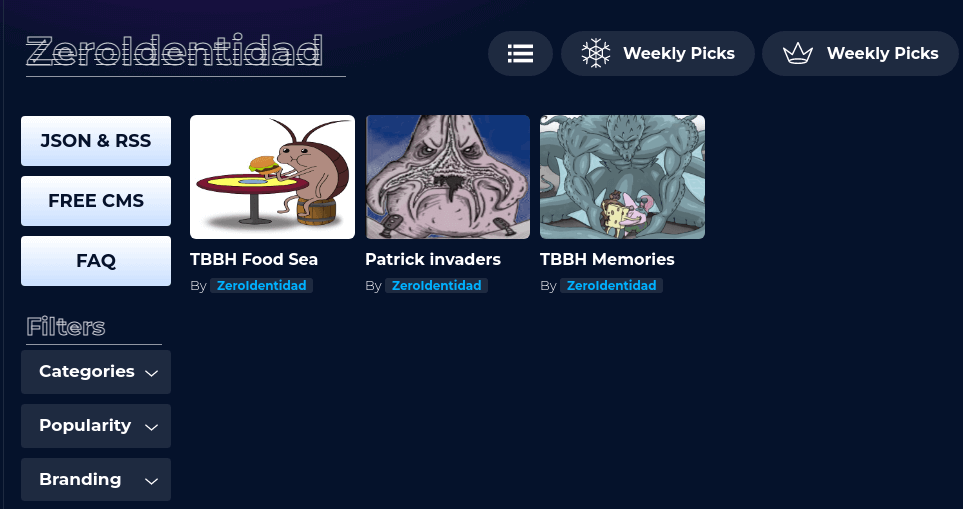 ZeroIdentidad
Weekly Picks
Weekly Picks
JSON & RSS
FREE CMS
FAQ
TBBH Food Sea
By ZeroIdentidad
Patrick invaders
By ZeroIdentidad
TBBH Memories
By ZeroIdentidad
Filters
Categories
Popularity
Branding